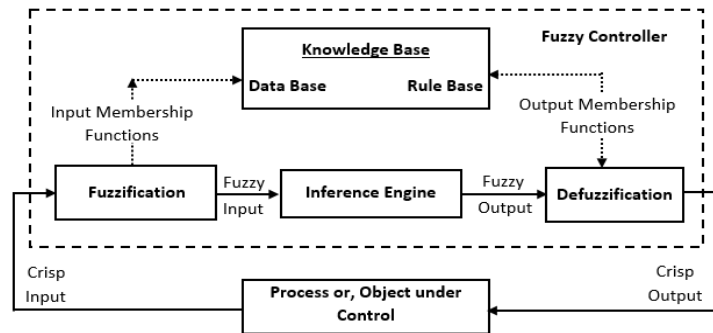 Knowledge Base
Fuzzy Controller
Data Base
Rule Base
Input Membership
Functions
Output Membership
Functions
Fuzzification
Fuzzy
Input
Inference Engine
Fuzzy
Output
Defuzzification
Crisp
Input
Process or, Object under
Control
Crisp
Output